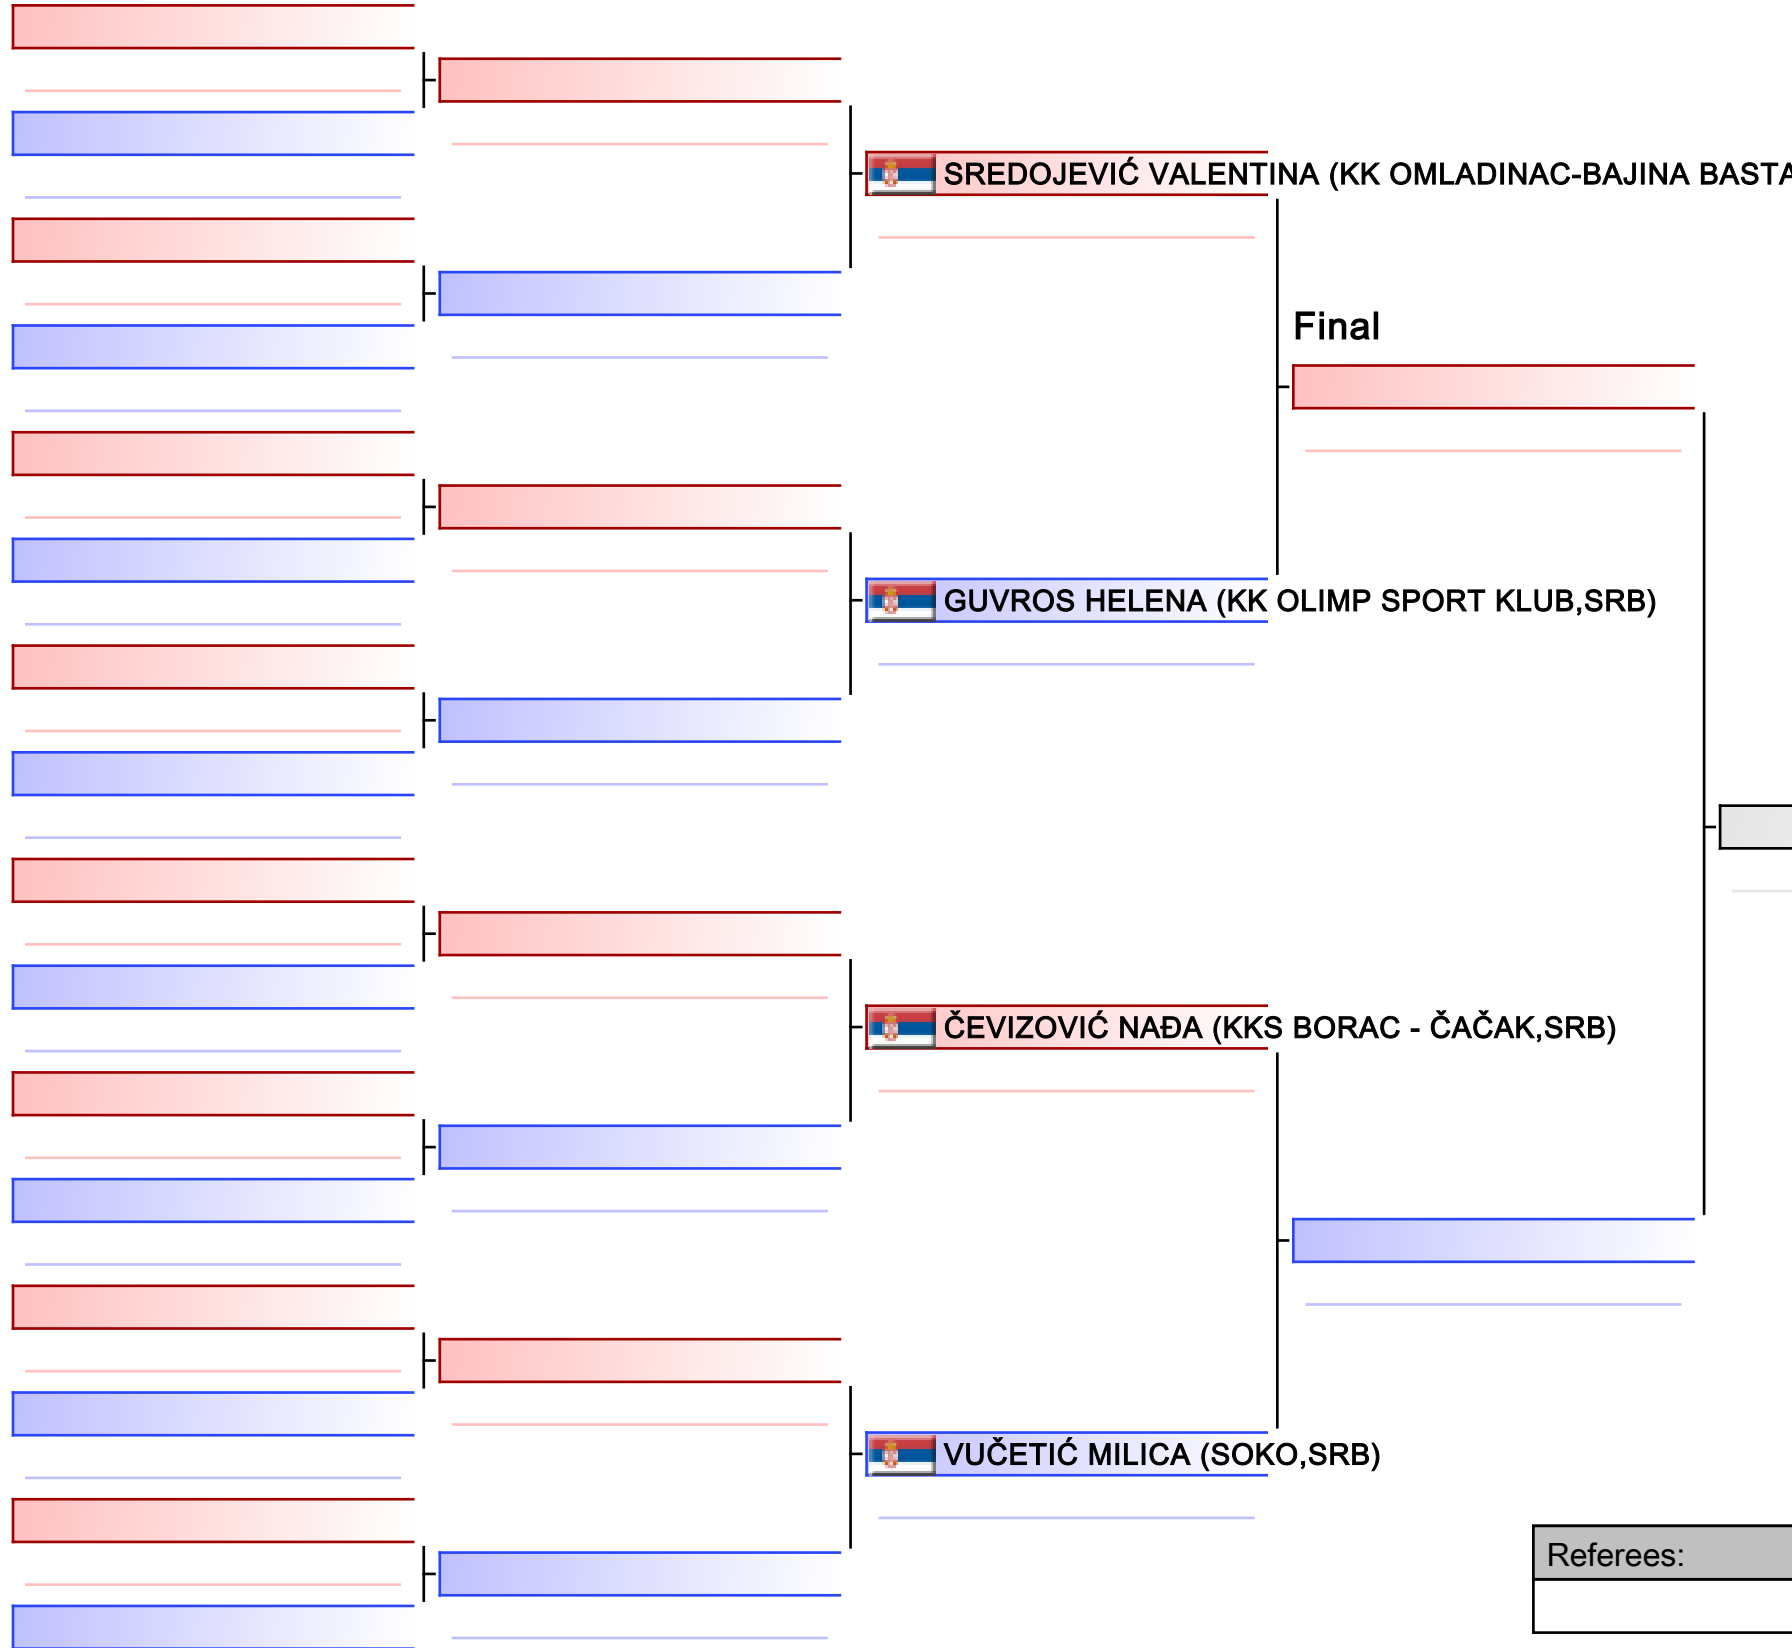 SREDOJEVIĆ VALENTINA (KK OMLADINAC-BAJINA BASTA
Final
GUVROS HELENA (KK OLIMP SPORT KLUB,SRB)
ČEVIZOVIĆ NAĐA (KKS BORAC - ČAČAK,SRB)
VUČETIĆ MILICA (SOKO,SRB)
Referees: